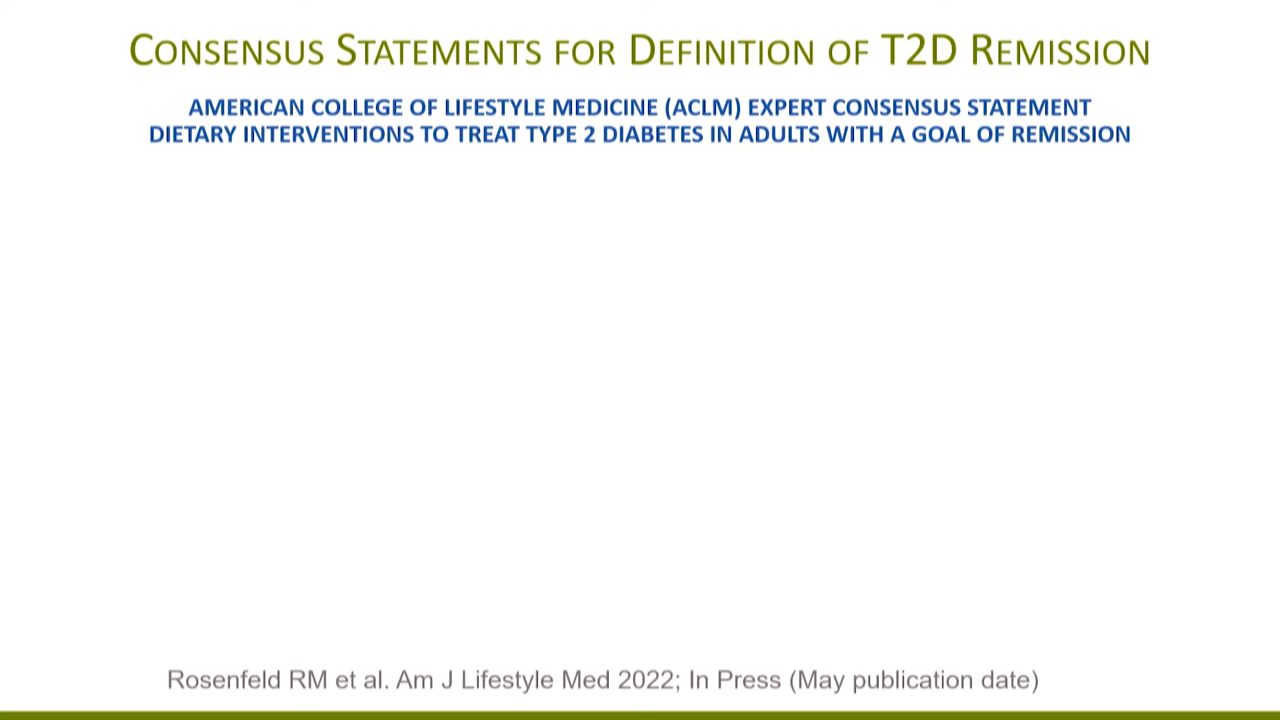 Consensus Statements for Definition of T2D Remission
AMERICAN COLLEGE OF LIFESTYLE MEDICINE (ACLM) EXPERT CONSENSUS STATEMENT
DIETARY INTERVENTIONS TO TREAT TYPE 2 DIABETES IN ADULTS WITH A GOAL OF REMISSION
Rosenfeld RM et al. Am J Lifestyle Med 2022; In Press (May publication date)